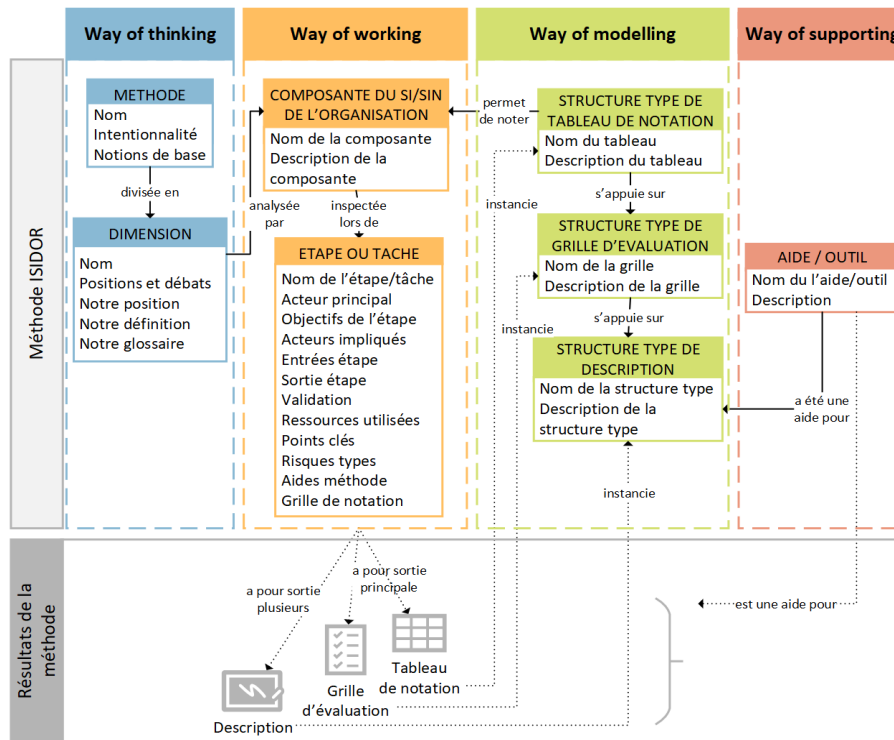 Way of thinking
Way of working
Way of modelling
Way of supporting
Méthode ISIDOR
METHODE
Nom
Intentionnalité
Notions de base
divisée en
DIMENSION
Nom
Positions et débats
Notre position
Notre définition
Notre glossaire
analysée
par
COMPOSANTE DU SI/SIN
DE L'ORGANISATION
Nom de la composante
Description de la
composante
inspectée
lors de
ETAPE OU TACHE
Nom de l'étape/tâche
Acteur principal
Objectifs de l'étape
Acteurs impliqués
Entrées étape
Sortie étape
Validation
Ressources utilisées
Points clés
Risques types
Aides méthode
Grille de notation
permet
de noter
STRUCTURE TYPE DE
TABLEAU DE NOTATION
Nom du tableau
Description du tableau
s'appuie sur
instancie
STRUCTURE TYPE DE
GRILLE D'EVALUATION
Nom de la grille
Description de la grille
s'appuie sur
instancie
STRUCTURE TYPE DE
DESCRIPTION
Nom de la structure type
Description de la
structure type
instancie
AIDE / OUTIL
Nom du l'aide/outil
Description
a été une
aide pour
Résultats de la
méthode
a pour sortie
plusieurs
a pour sortie
principale
Tableau
de notation
Grille
d'évaluation
Description
est une aide pour